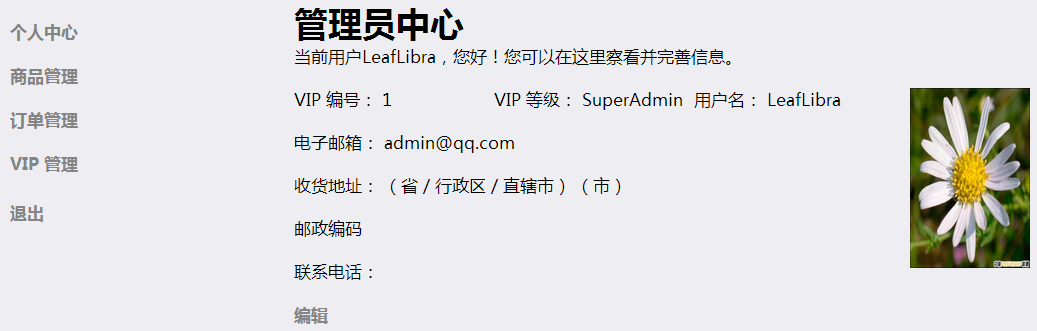 个人中心
商品管理
订单管理
VIP 管理
退出
管理员中心
当前用户LeafLibra，您好！您可以在这里察看并完善信息。
VIP 编号： 1 VIP 等级： SuperAdmin 用户名： LeafLibra
电子邮箱： admin@qq.com
收货地址：（ 省 / 行政区 / 直辖市 ）（ 市 ）
邮政编码
联系电话：
编辑